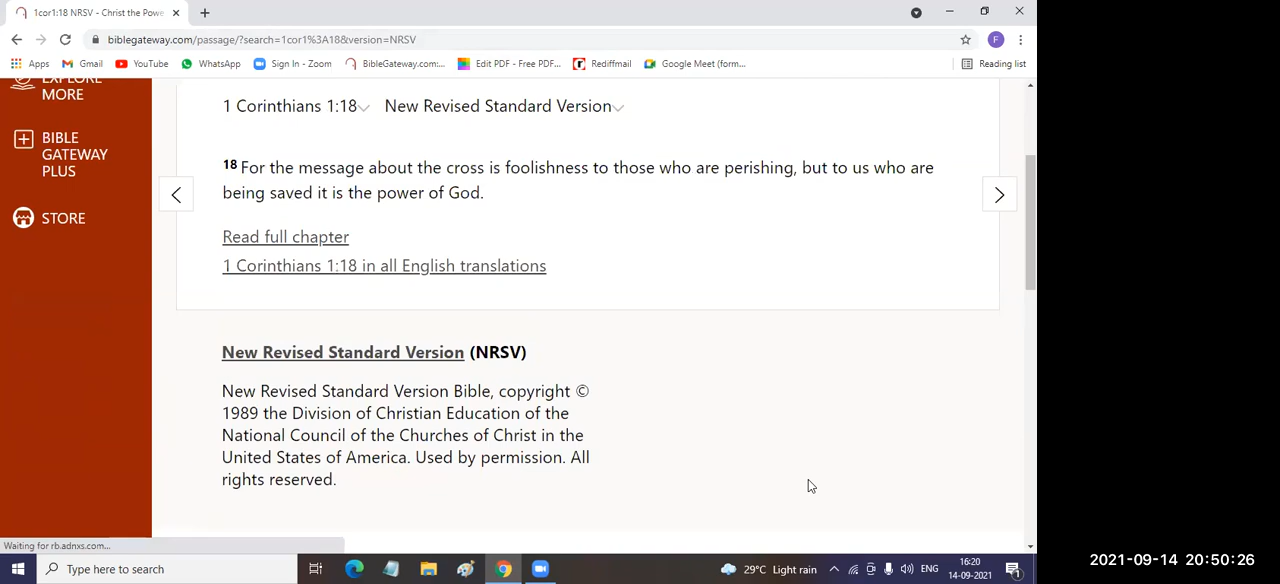 1cor1:18 NRSV - Christ the Powe
biblegateway.com/passage/?search=1cor1%3A18&version=NRSV
F
Apps Gmail YouTube WhatsApp Sign In - Zoom BibleGateway.com:... Edit PDF - Free PDF... Rediffmail Google Meet (form... Reading list
EXPLORE
MORE
BIBLE
GATEWAY
PLUS
STORE
1 Corinthians 1:18 New Revised Standard Version
18 For the message about the cross is foolishness to those who are perishing, but to us who are
being saved it is the power of God.
Read full chapter
1 Corinthians 1:18 in all English translations
New Revised Standard Version (NRSV)
New Revised Standard Version Bible, copyright ©
1989 the Division of Christian Education of the
National Council of the Churches of Christ in the
United States of America. Used by permission. All
rights reserved.
Waiting for rb.adnxs.com...
Type here to search
29°C Light rain
ENG
16:20
14-09-2021
1
2021-09-14 20:50:26